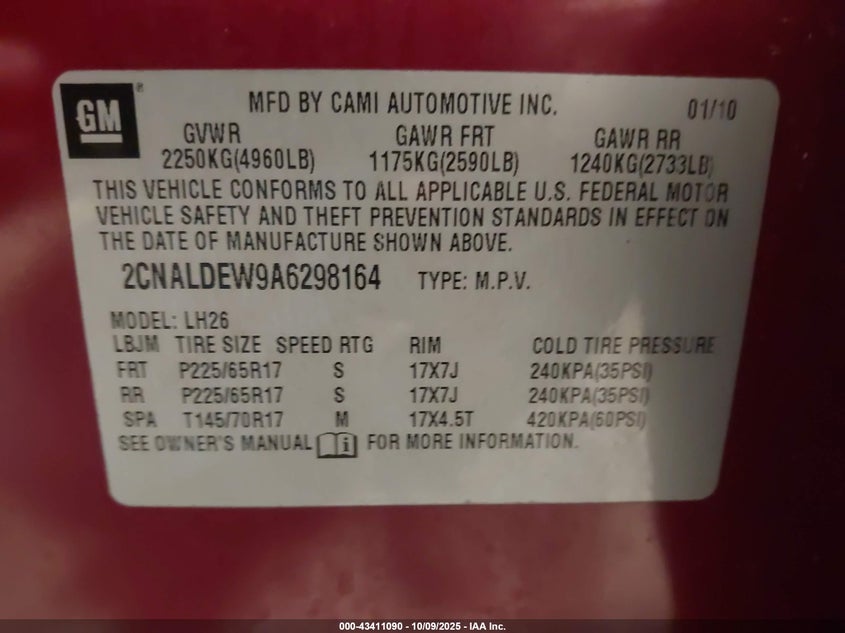 GM ®
MFD BY CAMI AUTOMOTIVE INC. 01/10
GVWR GAWR FRT GAWR RR
2250KG(4960LB) 1175KG(2590LB) 1240KG(2733LB)
THIS VEHICLE CONFORMS TO ALL APPLICABLE U.S. FEDERAL MOTOR
VEHICLE SAFETY AND THEFT PREVENTION STANDARDS IN EFFECT ON
THE DATE OF MANUFACTURE SHOWN ABOVE.
2CNALDEW9A6298164 TYPE: M.P.V.
MODEL: LH26
LBJM TIRE SIZE SPEED RTG RIM COLD TIRE PRESSURE
FRT P225/65R17 S 17X7J 240KPA(35PSI)
RR P225/65R17 S 17X7J 240KPA(35PSI)
SPA T145/70R17 M 17X4.5T 420KPA(60PSI)
SEE OWNER'S MANUAL i FOR MORE INFORMATION.
000-43411090 - 10/09/2025 - IAA Inc.